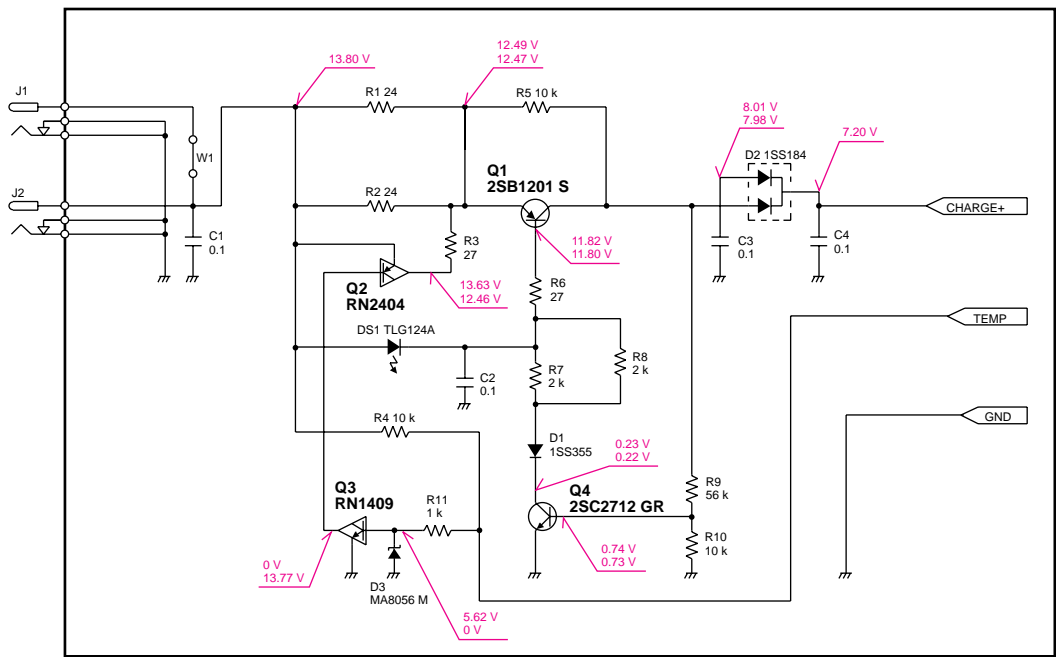 12.49 V
12.47 V
13.80 V
J1
R1 24
R5 10 k
8.01 V
7.98 V
7.20 V
D2 1SS184
W1
Q1
2SB1201 S
J2
R2 24
CHARGE+
C1
0.1
R3
27
C3
0.1
C4
0.1
11.82 V
11.80 V
Q2
RN2404
13.63 V
12.46 V
R6
27
TEMP
DS1 TLG124A
C2
0.1
R7
2 k
R8
2 k
R4 10 k
GND
D1
1SS355
0.23 V
0.22 V
Q3
RN1409
R11
1 k
Q4
2SC2712 GR
R9
56 k
R10
10 k
0 V
13.77 V
0.74 V
0.73 V
D3
MA8056 M
5.62 V
0 V